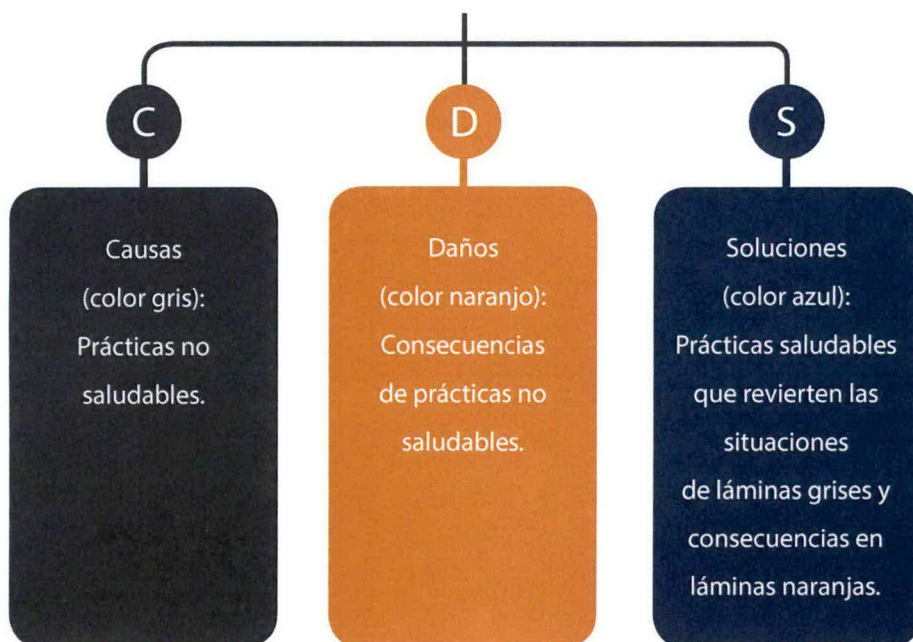 C
Causas
(color gris):
Prácticas no
saludables.
D
Daños
(color naranjo):
Consecuencias
de prácticas no
saludables.
S
Soluciones
(color azul):
Prácticas saludables
que revierten las
situaciones
de láminas grises y
consecuencias en
láminas naranjas.